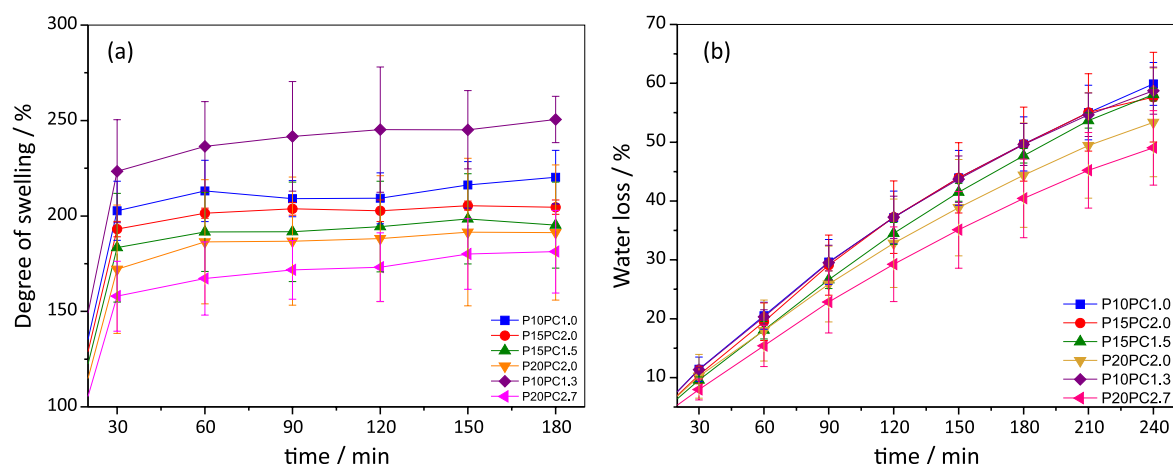 (a)
Degree of swelling / %
300
250
200
150
100
30 60 90 120 150 180
time / min
P10PC1.0
P15PC2.0
P15PC1.5
P20PC2.0
P10PC1.3
P20PC2.7
(b)
Water loss / %
70
60
50
40
30
20
10
30 60 90 120 150 180 210 240
time / min
P10PC1.0
P15PC2.0
P15PC1.5
P20PC2.0
P10PC1.3
P20PC2.7